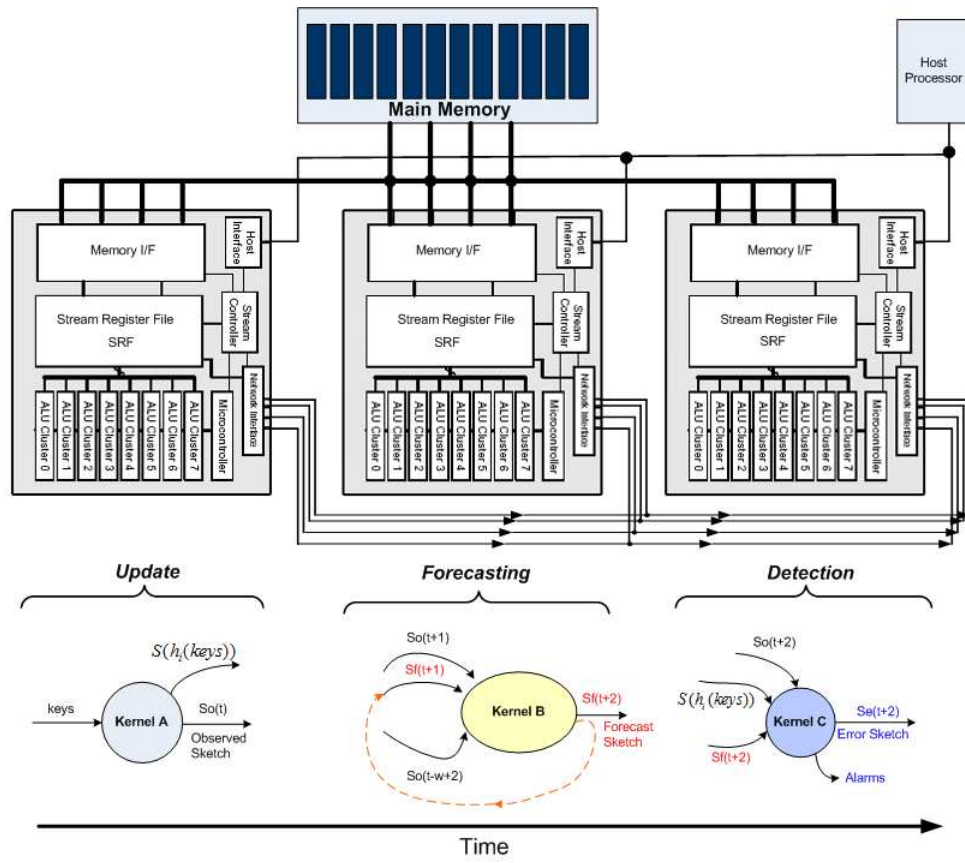 Main Memory
Host
Processor
Memory I/F
Host
Interface
Stream Register File
SRF
Stream
Controller
Network Interface
ALU Cluster 0
ALU Cluster 1
ALU Cluster 2
ALU Cluster 3
ALU Cluster 4
ALU Cluster 5
ALU Cluster 6
ALU Cluster 7
Microcontroller
Memory I/F
Host
Interface
Stream Register File
SRF
Stream
Controller
Network Interface
ALU Cluster 0
ALU Cluster 1
ALU Cluster 2
ALU Cluster 3
ALU Cluster 4
ALU Cluster 5
ALU Cluster 6
ALU Cluster 7
Microcontroller
Memory I/F
Host
Interface
Stream Register File
SRF
Stream
Controller
Network Interface
ALU Cluster 0
ALU Cluster 1
ALU Cluster 2
ALU Cluster 3
ALU Cluster 4
ALU Cluster 5
ALU Cluster 6
ALU Cluster 7
Microcontroller
Update
S(h_i(keys))
keys
Kernel A
So(t)
Observed
Sketch
Forecasting
So(t+1)
Sf(t+1)
Kernel B
Sf(t+2)
Forecast
Sketch
So(t-w+2)
Detection
So(t+2)
S(h_i(keys))
Kernel C
Se(t+2)
Error Sketch
Sf(t+2)
Alarms
Time